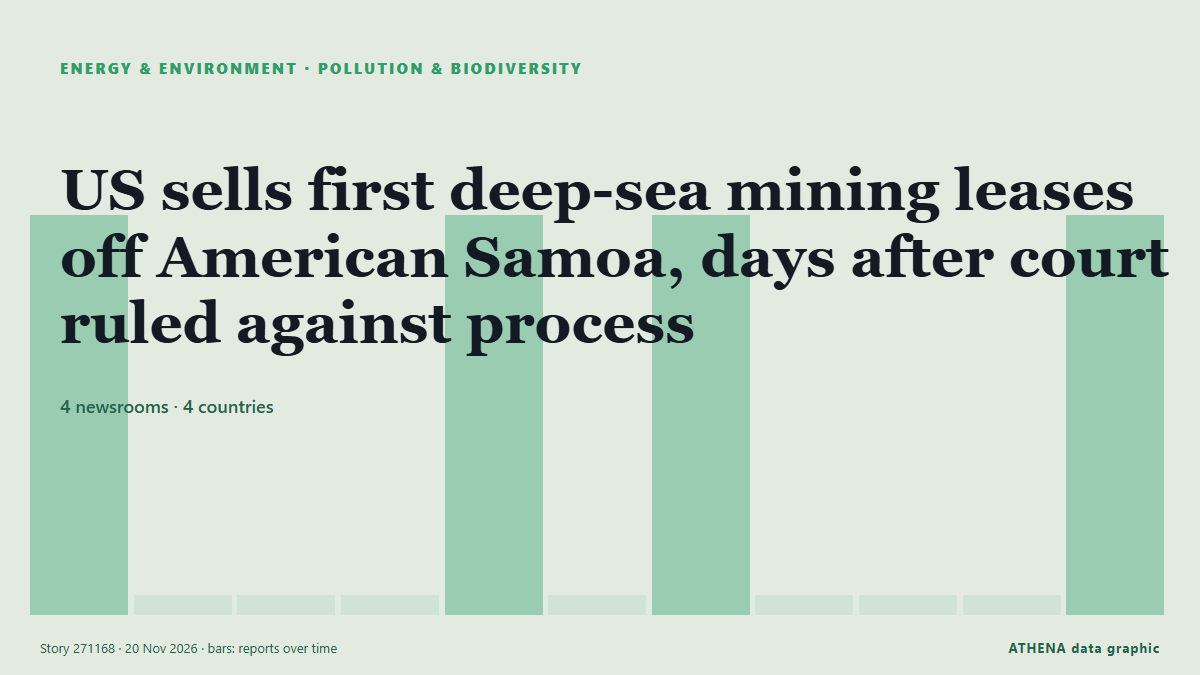 ENERGY & ENVIRONMENT · POLLUTION & BIODIVERSITY
US sells first deep-sea mining leases
off American Samoa, days after court
ruled against process
4 newsrooms · 4 countries
Story 271168 · 20 Nov 2026 · bars: reports over time
ATHENA data graphic